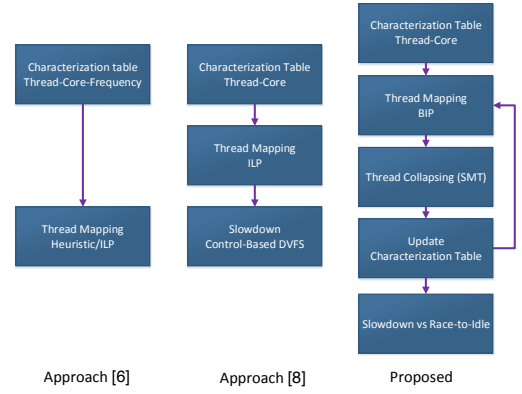 Characterization table
Thread-Core-Frequency
Thread Mapping
Heuristic/ILP
Approach [6]
Characterization Table
Thread-Core
Thread Mapping
ILP
Slowdown
Control-Based DVFS
Approach [8]
Characterization Table
Thread-Core
Thread Mapping
BIP
Thread Collapsing (SMT)
Update
Characterization Table
Slowdown vs Race-to-Idle
Proposed